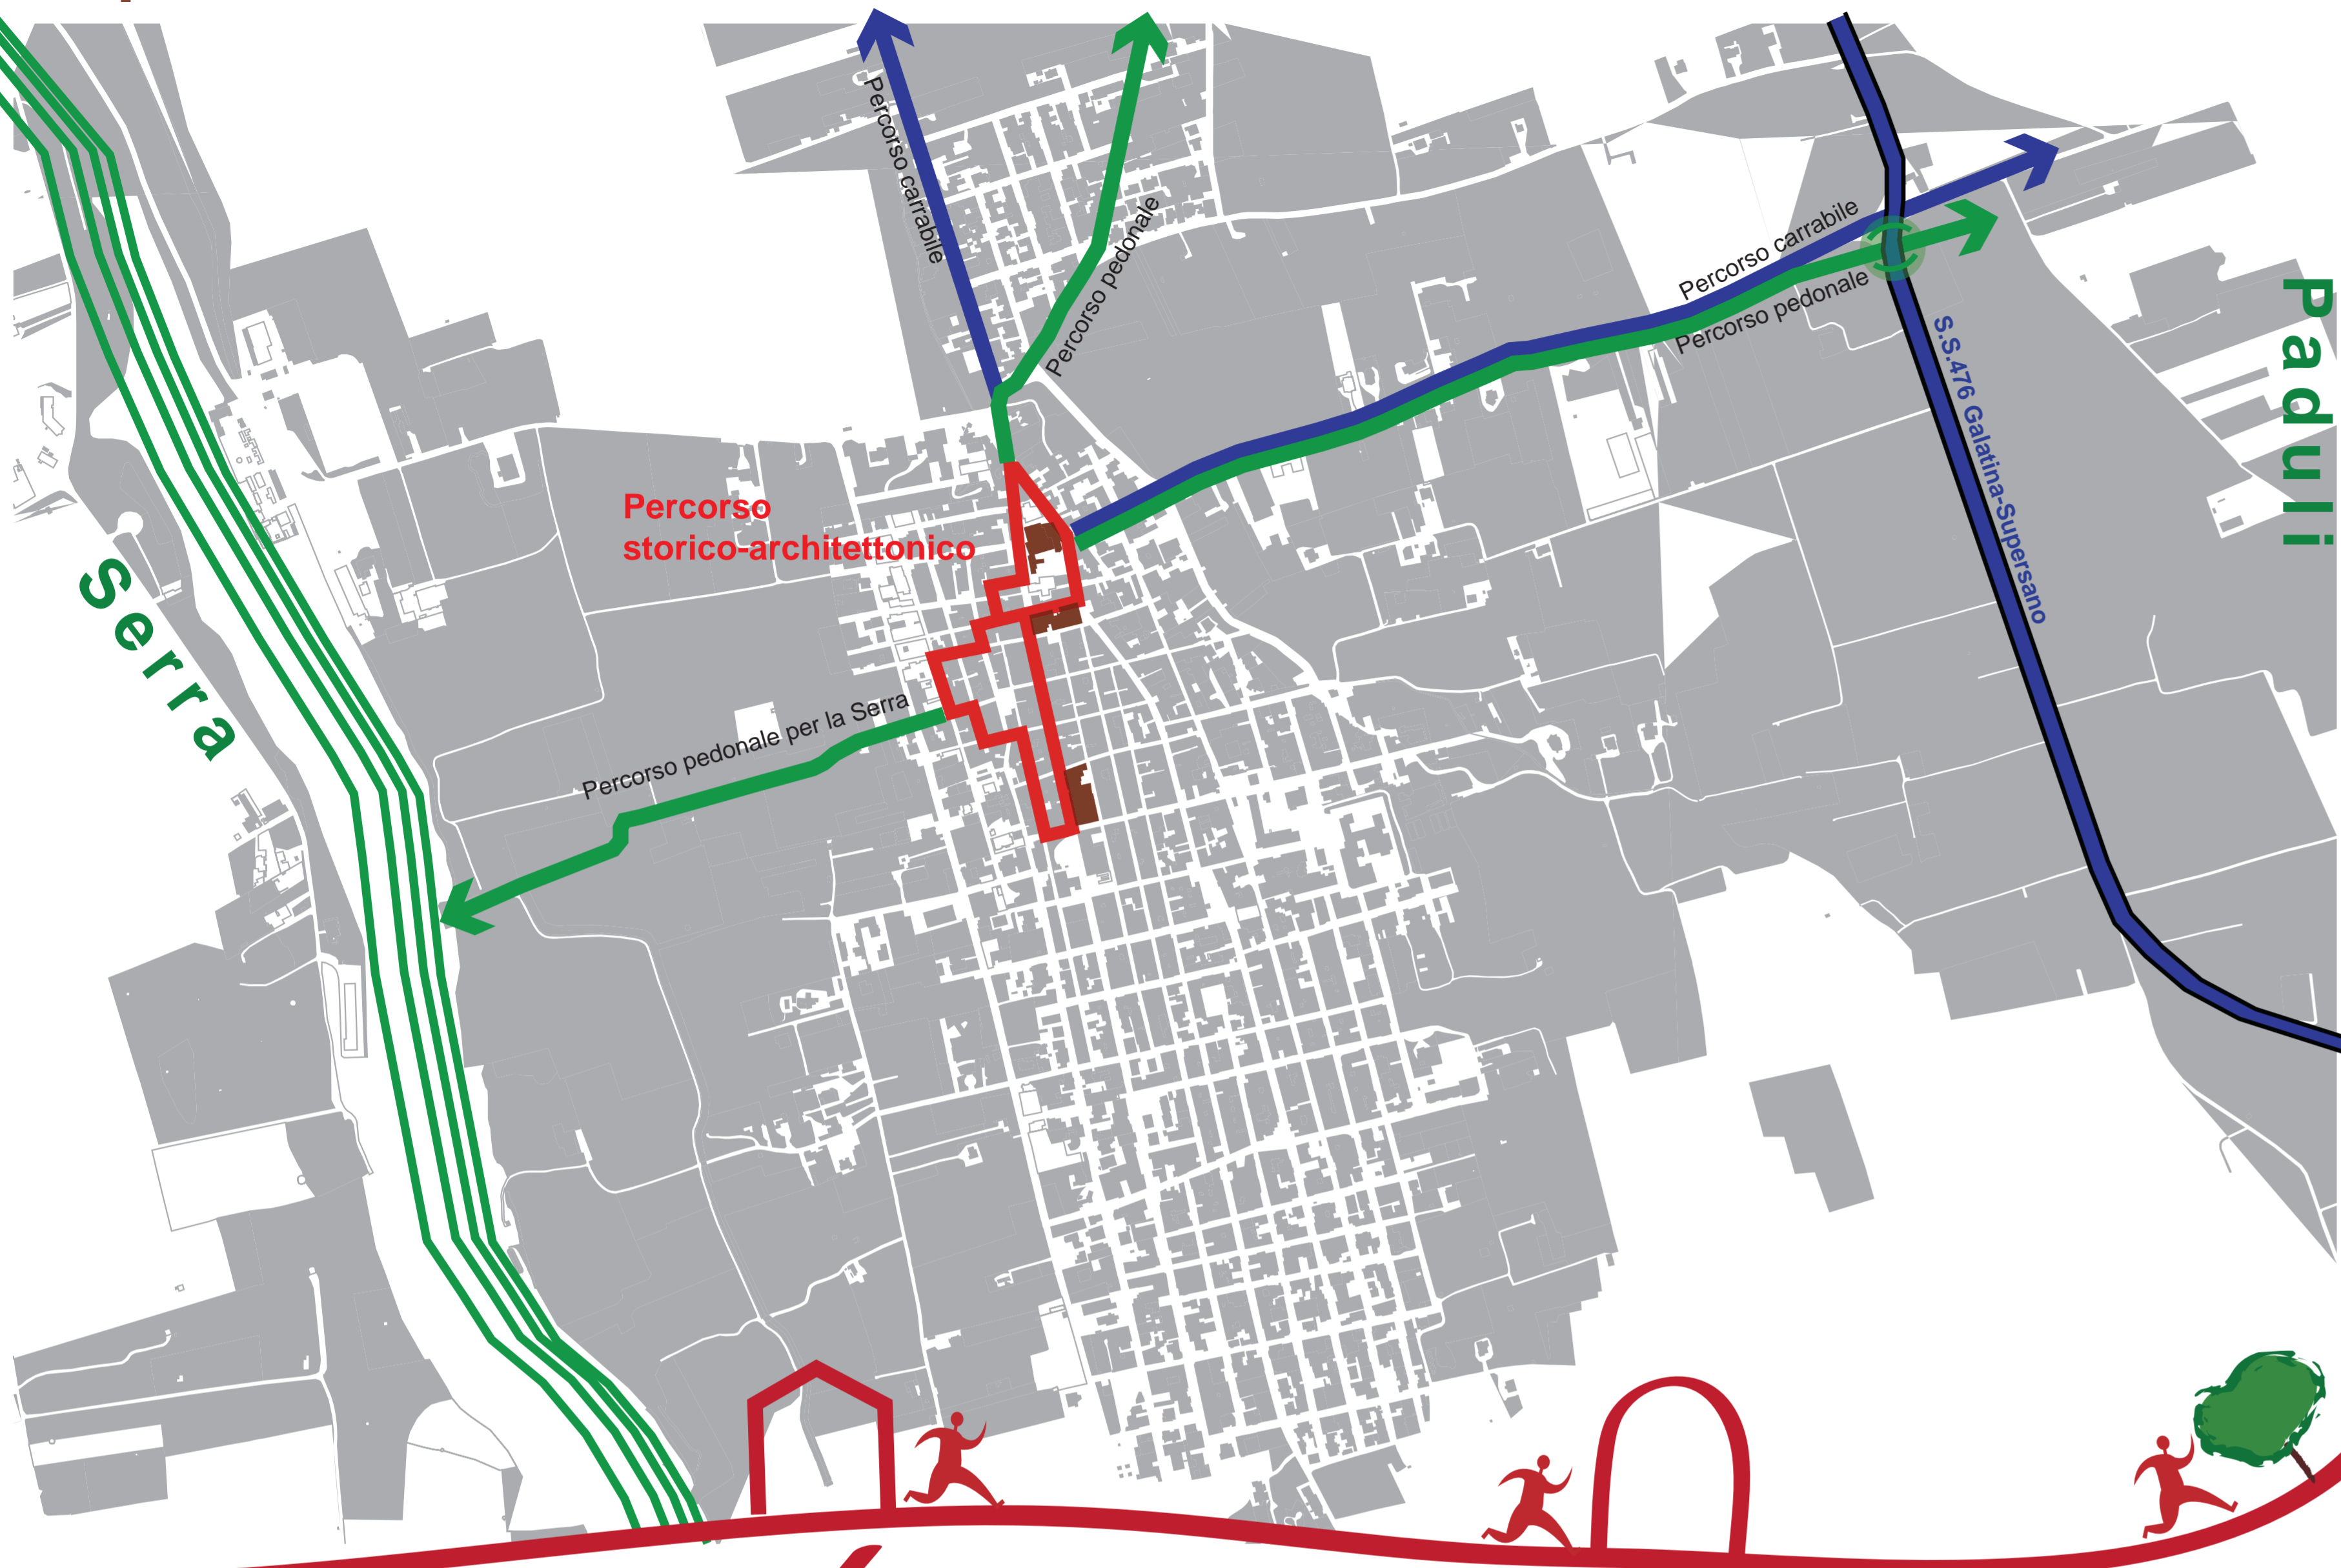 Percorso carrabile
Percorso pedonale
Percorso carrabile
Percorso pedonale
S.S.476 Galatina-Supersano
Paduli
Percorso
storico-architettonico
Serra
Percorso pedonale per la Serra